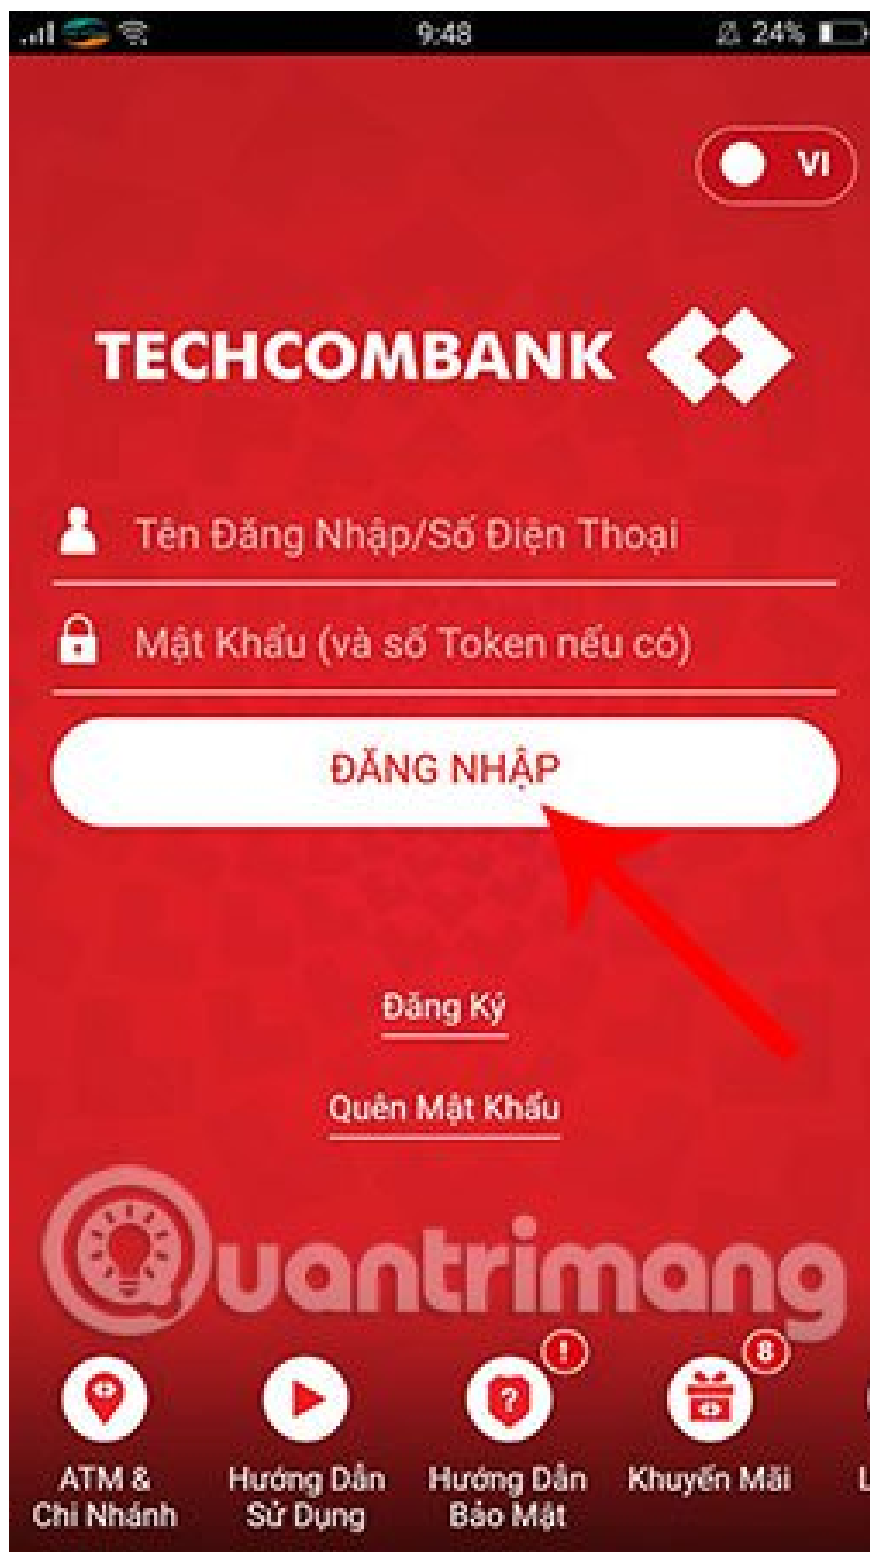 9:48
24%
VI
TECHCOMBANK
Tên Đăng Nhập/Số Điện Thoại
Mật Khẩu (và số Token nếu có)
ĐĂNG NHẬP
Đăng Ký
Quên Mật Khẩu
Quantrimang
! 8
ATM & Hướng Dẫn Hướng Dẫn Khuyến Mãi L
Chi Nhánh Sử Dụng Bảo Mật